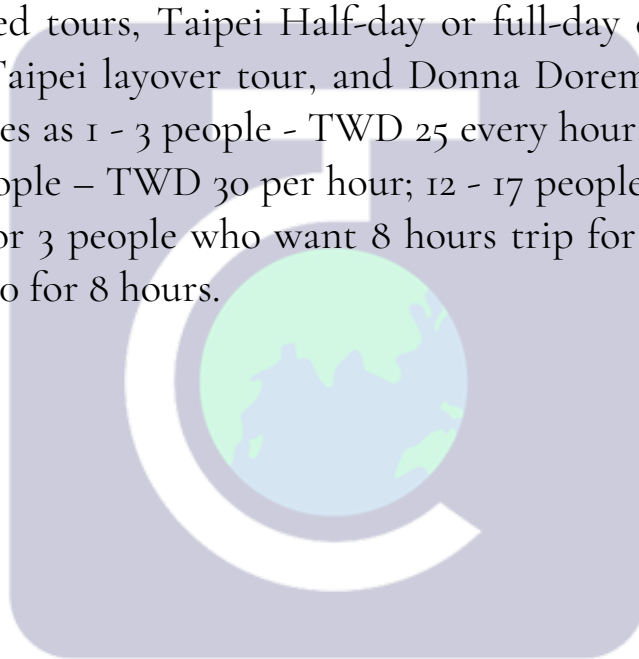 ed tours, Taipei Half-day or full-day
Taipei layover tour, and Donna Dorem
es as 1 - 3 people - TWD 25 every hour
ople – TWD 30 per hour; 12 - 17 people
or 3 people who want 8 hours trip for
o for 8 hours.